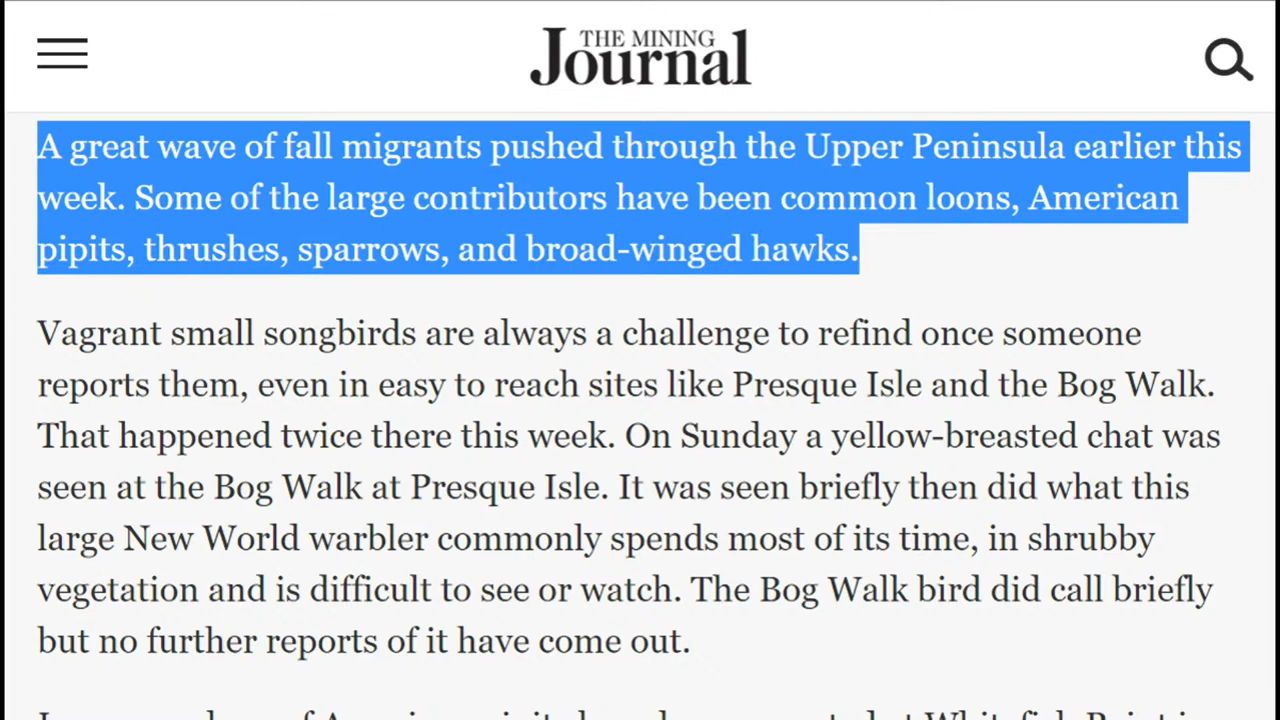 THE MINING
Journal
A great wave of fall migrants pushed through the Upper Peninsula earlier this
week. Some of the large contributors have been common loons, American
pipits, thrushes, sparrows, and broad-winged hawks.
Vagrant small songbirds are always a challenge to refind once someone
reports them, even in easy to reach sites like Presque Isle and the Bog Walk.
That happened twice there this week. On Sunday a yellow-breasted chat was
seen at the Bog Walk at Presque Isle. It was seen briefly then did what this
large New World warbler commonly spends most of its time, in shrubby
vegetation and is difficult to see or watch. The Bog Walk bird did call briefly
but no further reports of it have come out.